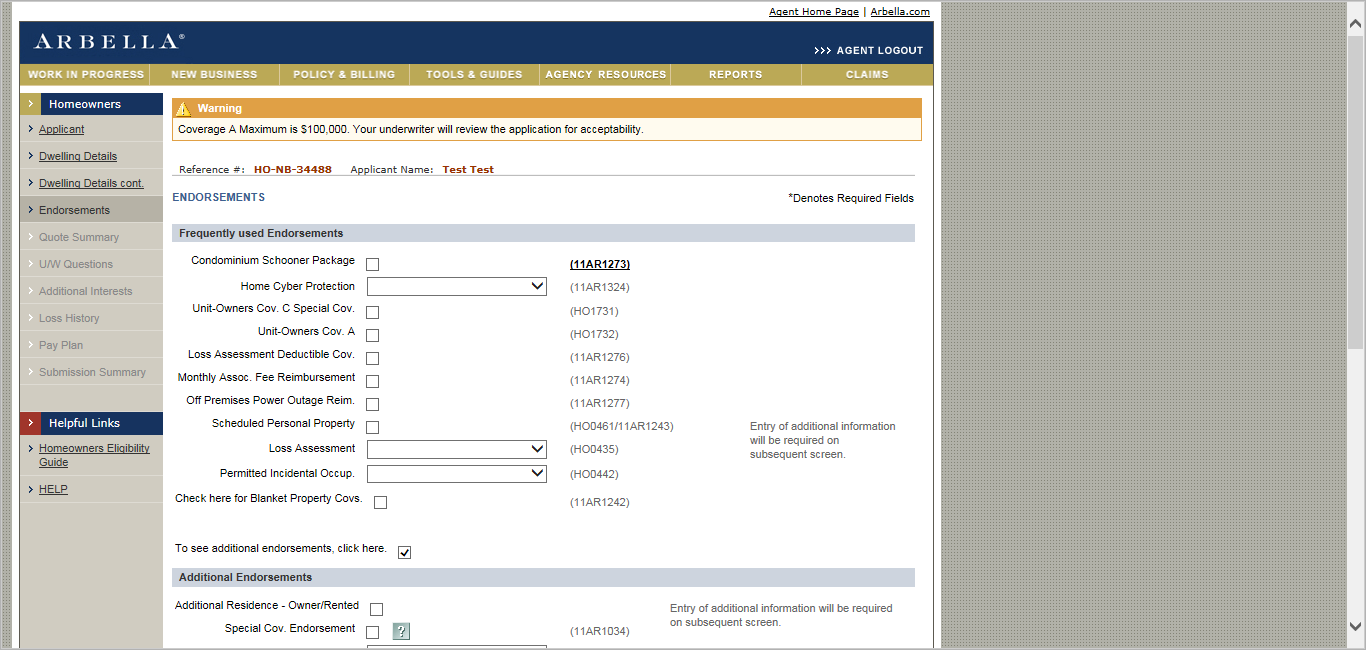 Agent Home Page | Arbella.com
ARBELLA®
>>> AGENT LOGOUT
WORK IN PROGRESS NEW BUSINESS POLICY & BILLING TOOLS & GUIDES AGENCY RESOURCES REPORTS CLAIMS
Homeowners
Applicant
Dwelling Details
Dwelling Details cont.
Endorsements
Quote Summary
U/W Questions
Additional Interests
Loss History
Pay Plan
Submission Summary
Helpful Links
Homeowners Eligibility
Guide
HELP
Warning
Coverage A Maximum is $100,000. Your underwriter will review the application for acceptability.
Reference #: HO-NB-34488 Applicant Name: Test Test
ENDORSEMENTS
*Denotes Required Fields
Frequently used Endorsements
Condominium Schooner Package (11AR1273)
Home Cyber Protection (11AR1324)
Unit-Owners Cov. C Special Cov. (HO1731)
Unit-Owners Cov. A (HO1732)
Loss Assessment Deductible Cov. (11AR1276)
Monthly Assoc. Fee Reimbursement (11AR1274)
Off Premises Power Outage Reim. (11AR1277)
Scheduled Personal Property (HO0461/11AR1243)
Entry of additional information
will be required on
subsequent screen.
Loss Assessment (HO0435)
Permitted Incidental Occup. (HO0442)
Check here for Blanket Property Covs. (11AR1242)
To see additional endorsements, click here.
Additional Endorsements
Additional Residence - Owner/Rented
Entry of additional information will be required
on subsequent screen.
Special Cov. Endorsement ? (11AR1034)